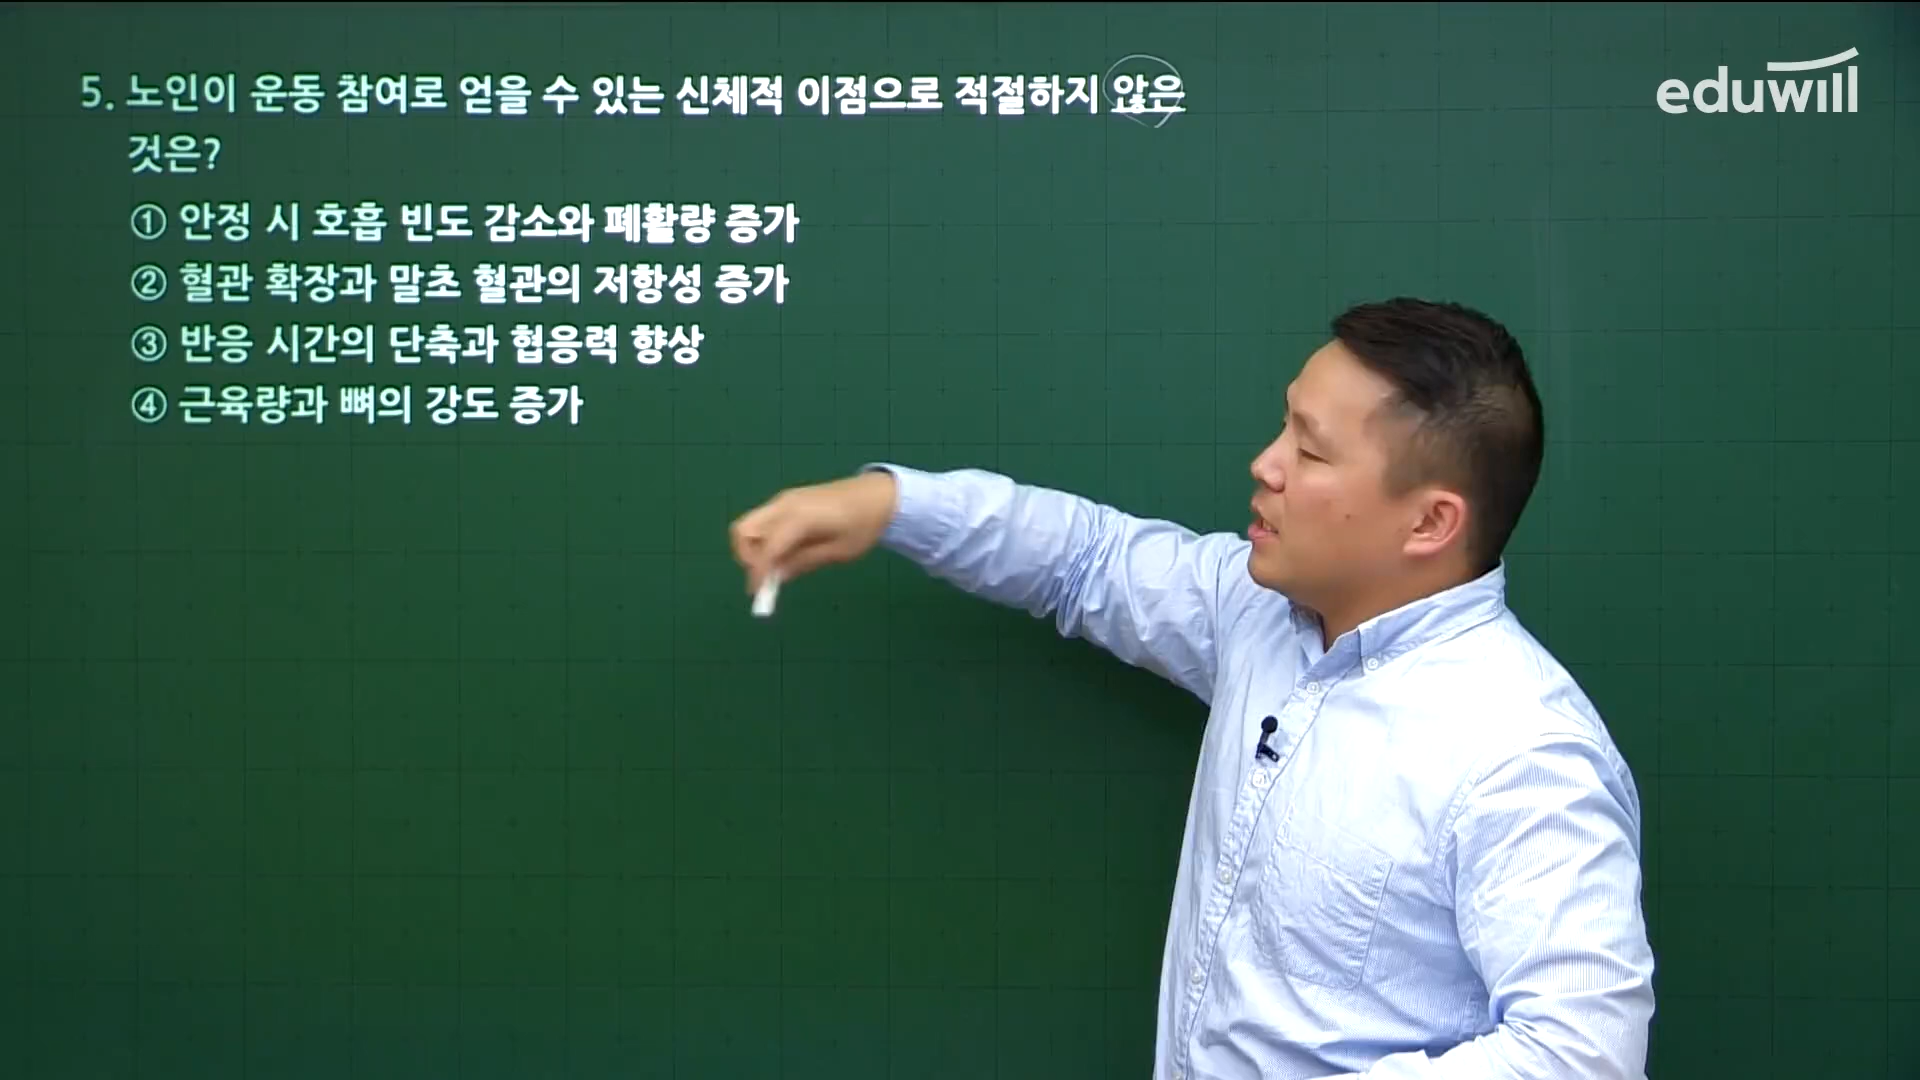 5. 노인이 운동 참여로 얻을 수 있는 신체적 이점으로 적절하지 않은
것은?
① 안정 시 호흡 빈도 감소와 폐활량 증가
② 혈관 확장과 말초 혈관의 저항성 증가
③ 반응 시간의 단축과 협응력 향상
④ 근육량과 뼈의 강도 증가
eduwill